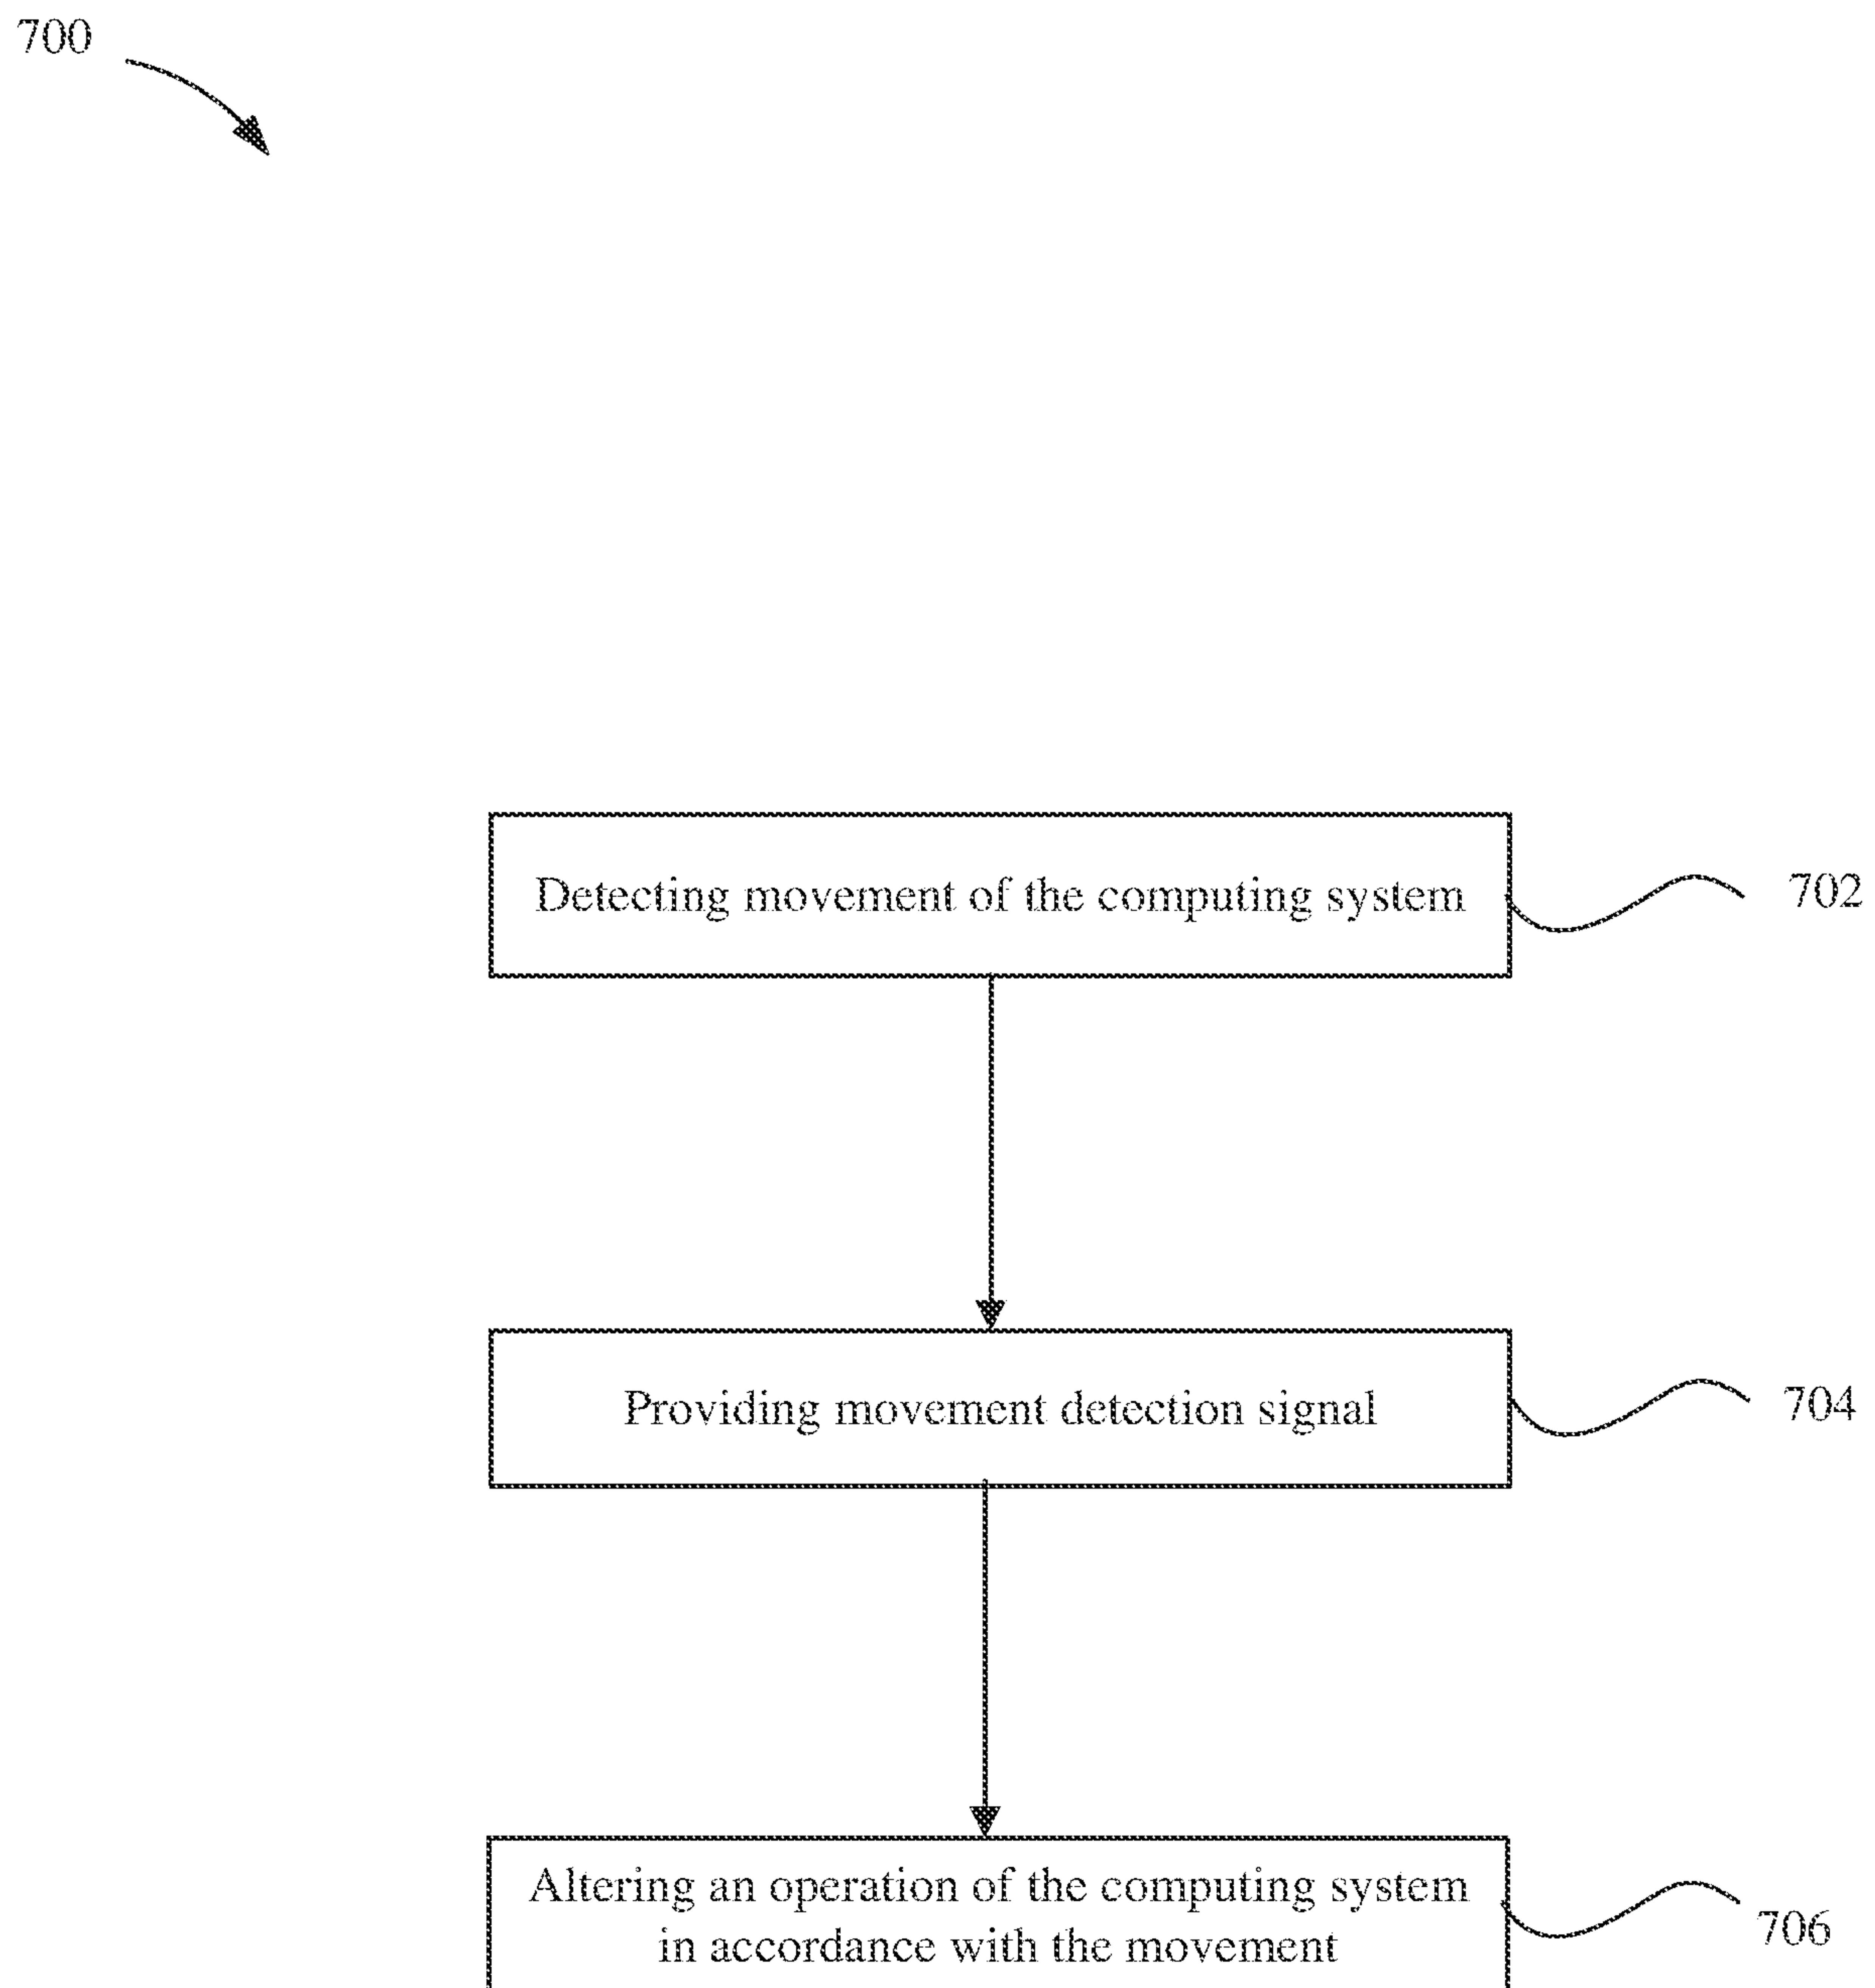 700
Detecting movement of the computing system
702
Providing movement detection signal
704
Altering an operation of the computing system
in accordance with the movement
706